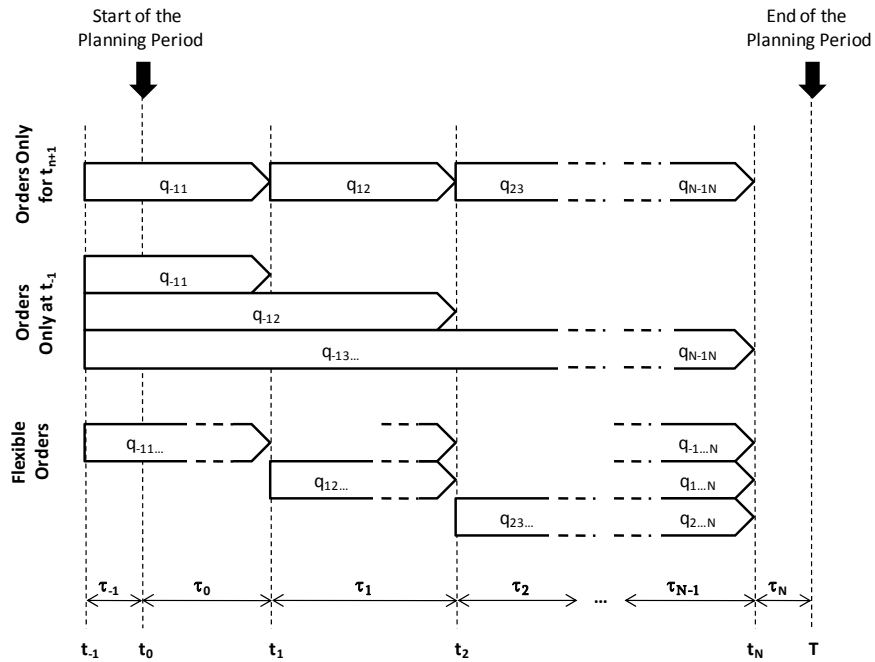 Start of the
Planning Period
End of the
Planning Period
Orders Only
for tn+1
q-11
q12
q23
qN-1N
Orders
Only at t-1
q-11
q-12
q-13...
qN-1N
Flexible
Orders
q-11...
q-1...N
q12...
q1...N
q23...
q2...N
τ-1
τ0
τ1
τ2
...
τN-1
τN
t-1
t0
t1
t2
tN
T